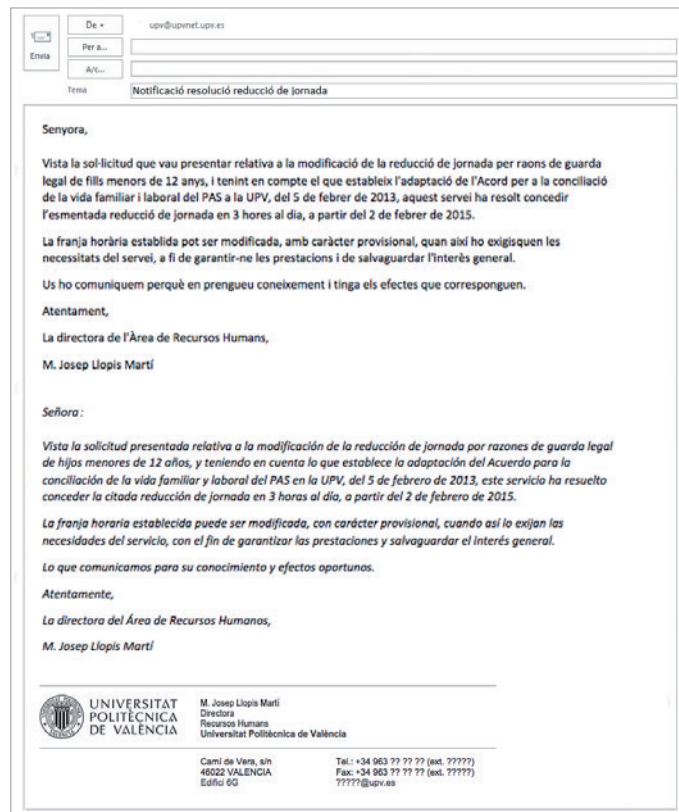 De
upv@upvnet.upv.es
Envia
Per a...
A/c...
Tema
Notificació resolució reducció de jornada
Senyora,
Vista la sol·licitud que vau presentar relativa a la modificació de la reducció de jornada per raons de guarda
legal de fills menors de 12 anys, i tenint en compte el que estableix l'adaptació de l'Acord per a la conciliació
de la vida familiar i laboral del PAS a la UPV, del 5 de febrer de 2013, aquest servei ha resolt concedir
l'esmentada reducció de jornada en 3 hores al dia, a partir del 2 de febrer de 2015.
La franja horària establida pot ser modificada, amb caràcter provisional, quan així ho exigisquen les
necessitats del servei, a fi de garantir-ne les prestacions i de salvaguardar l'interès general.
Us ho comuniquem perquè en prengueu coneixement i tinga els efectes que corresponguen.
Atentament,
La directora de l'Àrea de Recursos Humans,
M. Josep Llopis Martí
Señora:
Vista la solicitud presentada relativa a la modificación de la reducción de jornada por razones de guarda legal
de hijos menores de 12 años, y teniendo en cuenta lo que establece la adaptación del Acuerdo para la
conciliación de la vida familiar y laboral del PAS en la UPV, del 5 de febrero de 2013, este servicio ha resuelto
conceder la citada reducción de jornada en 3 horas al día, a partir del 2 de febrero de 2015.
La franja horaria establecida puede ser modificada, con carácter provisional, cuando así lo exijan las
necesidades del servicio, con el fin de garantizar las prestaciones y salvaguardar el interés general.
Lo que comunicamos para su conocimiento y efectos oportunos.
Atentamente,
La directora del Área de Recursos Humanos,
M. Josep Llopis Martí
UNIVERSITAT
POLITÈCNICA
DE VALÈNCIA
M. Josep Llopis Martí
Directora
Recursos Humans
Universitat Politècnica de València
Camí de Vera, s/n
46022 VALENCIA
Edifici 6G
Tel.: +34 963 ?? ?? ?? (ext. ?????)
Fax: +34 963 ?? ?? ?? (ext. ?????)
?????@upv.es